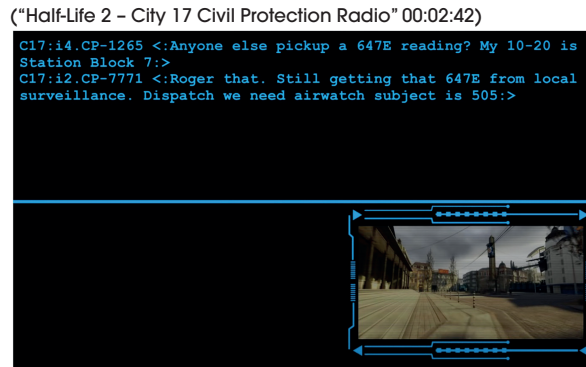 (“Half-Life 2 – City 17 Civil Protection Radio” 00:02:42)
C17:i4.CP-1265 <:Anyone else pickup a 647E reading? My 10-20 is
Station Block 7:>
C17:i2.CP-7771 <:Roger that. Still getting that 647E from local
surveillance. Dispatch we need airwatch subject is 505:>